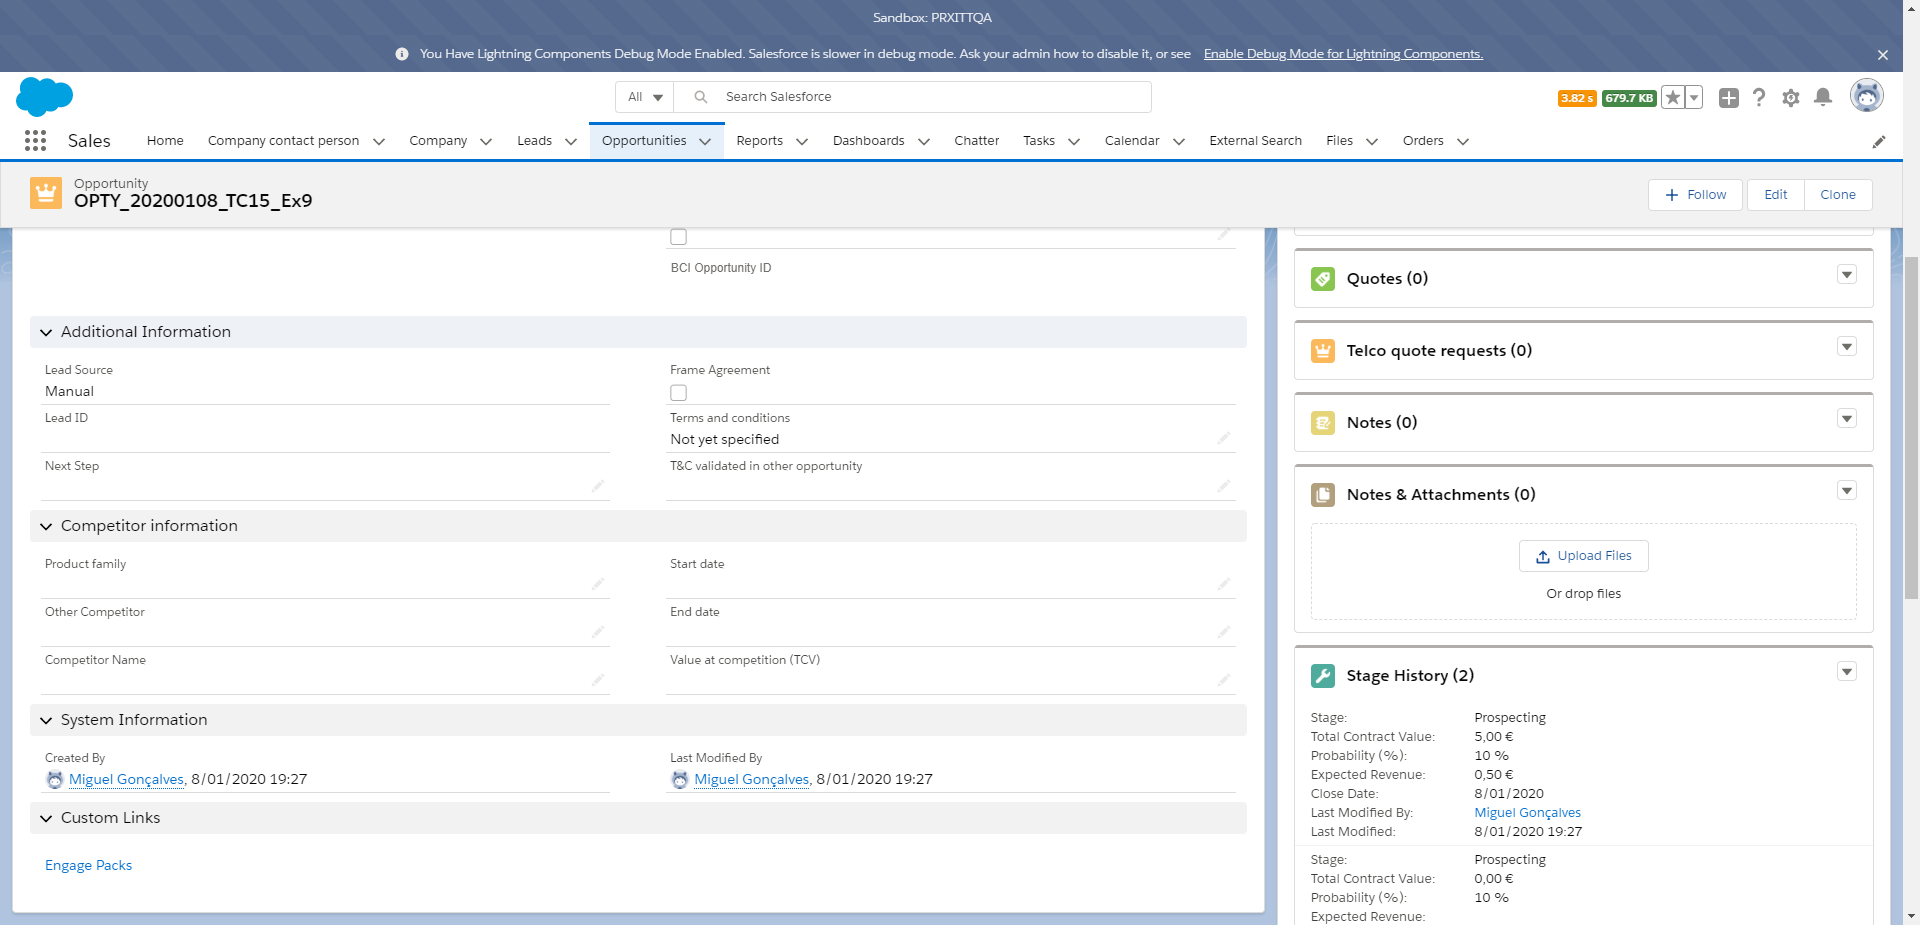 Sandbox: PRXITTQA
You Have Lightning Components Debug Mode Enabled. Salesforce is slower in debug mode. Ask your admin how to disable it, or see Enable Debug Mode for Lightning Components.
All Search Salesforce 3.82 s 679.7 KB
Sales Home Company contact person Company Leads Opportunities Reports Dashboards Chatter Tasks Calendar External Search Files Orders
Opportunity
OPTY_20200108_TC15_Ex9
Follow Edit Clone
BCI Opportunity ID
Additional Information
Lead Source
Manual
Frame Agreement
Lead ID
Terms and conditions
Not yet specified
Next Step
T&C validated in other opportunity
Competitor information
Product family
Start date
Other Competitor
End date
Competitor Name
Value at competition (TCV)
System Information
Created By
Miguel Gonçalves, 8/01/2020 19:27
Last Modified By
Miguel Gonçalves, 8/01/2020 19:27
Custom Links
Engage Packs
Quotes (0)
Telco quote requests (0)
Notes (0)
Notes & Attachments (0)
Upload Files
Or drop files
Stage History (2)
Stage: Prospecting
Total Contract Value: 5,00 €
Probability (%): 10 %
Expected Revenue: 0,50 €
Close Date: 8/01/2020
Last Modified By: Miguel Gonçalves
Last Modified: 8/01/2020 19:27
Stage: Prospecting
Total Contract Value: 0,00 €
Probability (%): 10 %
Expected Revenue: